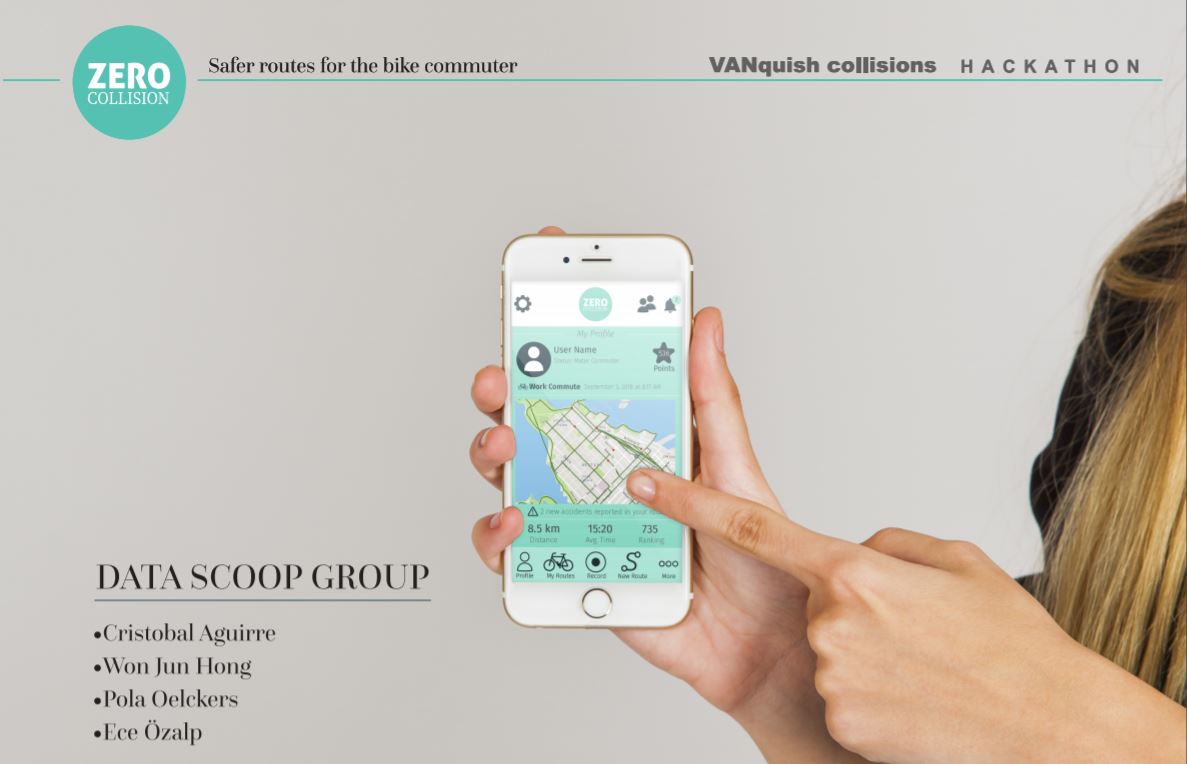 ZERO
COLLISION
Safer routes for the bike commuter
VANquish collisions HACKATHON
ZERO
My Profile
User Name
Status: Meter Commuter
Points
Work Commute September 5, 2018 at 8:17 AM
2 new accidents reported in your
8.5 km 15:20 735
Distance Avg. Time Ranking
Profile My Routes Record New Route More
DATA SCOOP GROUP
•Cristobal Aguirre
•Won Jun Hong
•Pola Oelckers
•Ece Özalp